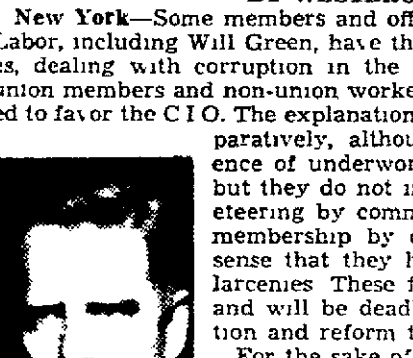 New York—Some members and off
Labor, including Will Green, have th
es, dealing with corruption in the
union members and non-union worke
ed to favor the C I O. The explanation
paratively, althou
ence of underwor
but they do not i
eteering by comm
membership by
sense that they h
larcenies These f
and will be dead
tion and reform t
For the sake of